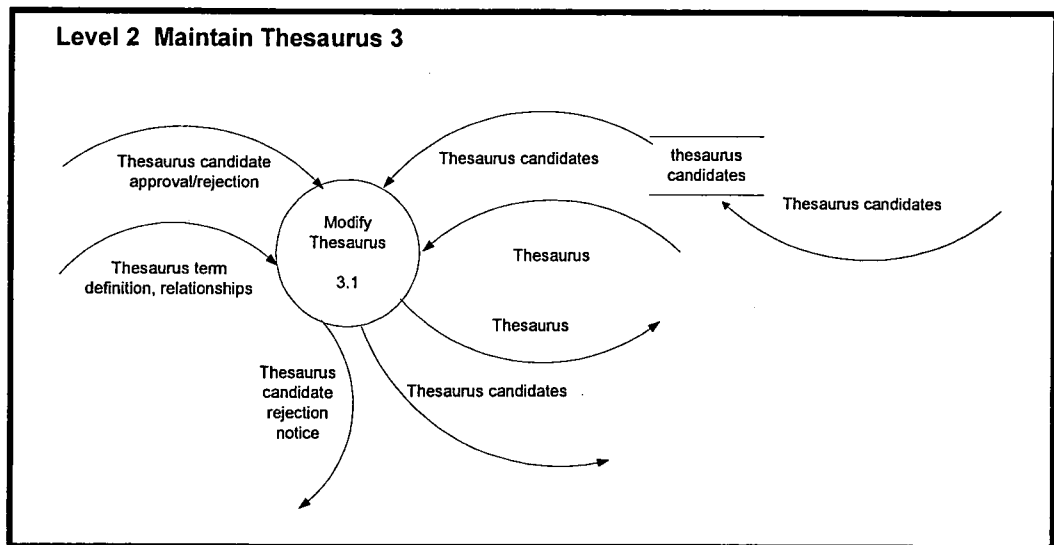 Level 2 Maintain Thesaurus 3
Thesaurus candidate
approval/rejection
Thesaurus candidates
thesaurus
candidates
Thesaurus candidates
Modify
Thesaurus
3.1
Thesaurus
Thesaurus term
definition, relationships
Thesaurus
Thesaurus
candidate
rejection
notice
Thesaurus candidates